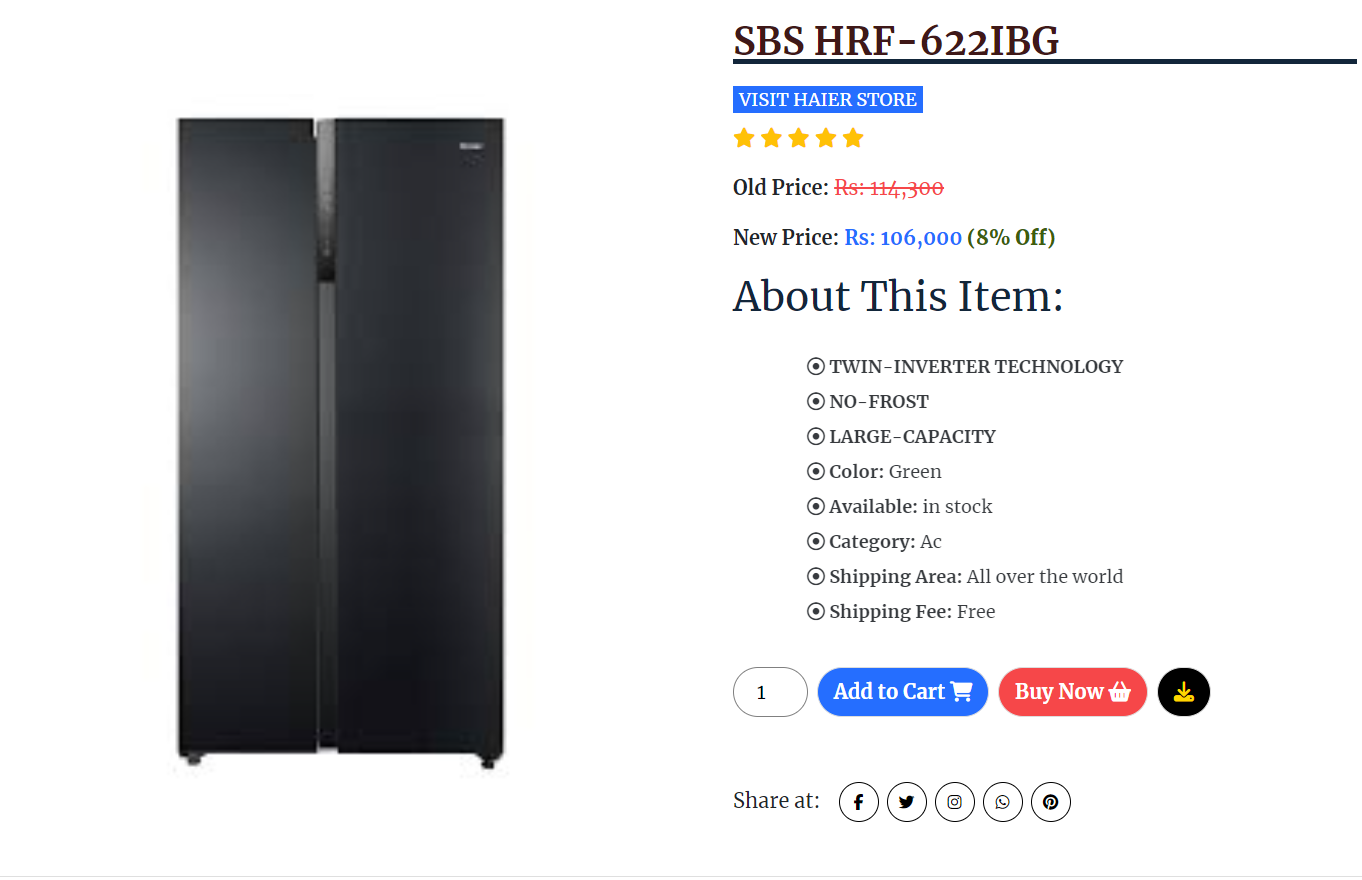 SBS HRF-622IBG
VISIT HAIER STORE
Old Price: Rs: 114,300
New Price: Rs: 106,000 (8% Off)
About This Item:
TWIN-INVERTER TECHNOLOGY
NO-FROST
LARGE-CAPACITY
Color: Green
Available: in stock
Category: Ac
Shipping Area: All over the world
Shipping Fee: Free
1
Add to Cart
Buy Now
Share at: